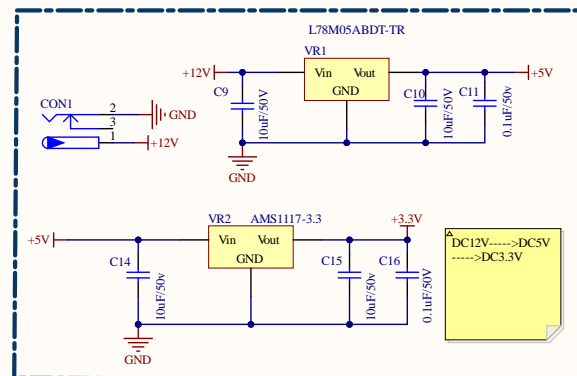 L78M05ABDT-TR
VR1
+12V
Vin Vout
GND
+5V
C9
10uF/50V
C10
10uF/50V
C11
0.1uF/50v
GND
CON1
2
3
1
GND
+12V
VR2 AMS1117-3.3
+5V
Vin Vout
GND
+3.3V
C14
10uF/50v
C15
10uF/50v
C16
0.1uF/50V
GND
DC12V----->DC5V
----->DC3.3V